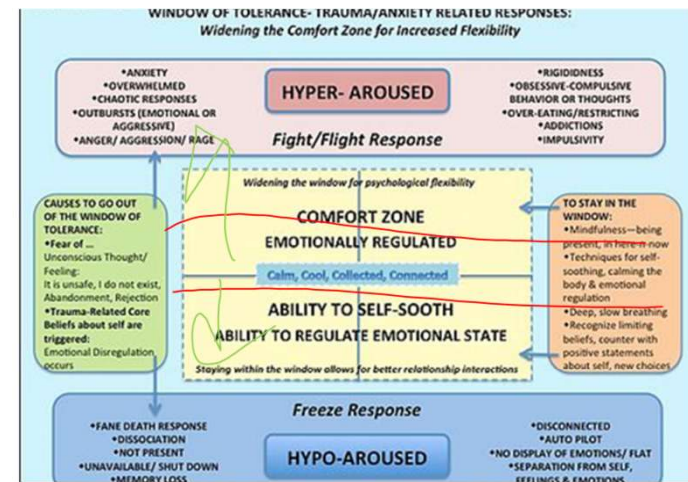 WINDOW OF TOLERANCE- TRAUMA/ANXIETY RELATED RESPONSES:
Widening the Comfort Zone for Increased Flexibility
•ANXIETY
•OVERWHELMED
•CHAOTIC RESPONSES
•OUTBURSTS (EMOTIONAL OR
AGGRESSIVE)
•ANGER/ AGGRESSION/ RAGE
HYPER- AROUSED
Fight/Flight Response
•RIGIDIDNESS
•OBSESSIVE-COMPULSIVE
BEHAVIOR OR THOUGHTS
•OVER-EATING/RESTRICTING
•ADDICTIONS
•IMPULSIVITY
CAUSES TO GO OUT
OF THE WINDOW OF
TOLERANCE:
•Fear of ...
Unconscious Thought/
Feeling:
It is unsafe, I do not exist,
Abandonment, Rejection
•Trauma-Related Core
Beliefs about self are
triggered:
Emotional Disregulation
occurs
Widening the window for psychological flexibility
COMFORT ZONE
EMOTIONALLY REGULATED
Calm, Cool, Collected, Connected
ABILITY TO SELF-SOOTH
ABILITY TO REGULATE EMOTIONAL STATE
Staying within the window allows for better relationship interactions
TO STAY IN THE
WINDOW:
•Mindfulness—being
present, in here n now
•Techniques for self-
soothing, calming the
body & emotional
regulation
•Deep, slow breathing
•Recognize limiting
beliefs, counter with
positive statements
about self, new choices
Freeze Response
•FANE DEATH RESPONSE
•DISSOCIATION
•NOT PRESENT
•UNAVAILABLE/ SHUT DOWN
•MEMORY LOSS
HYPO-AROUSED
•DISCONNECTED
•AUTO PILOT
•NO DISPLAY OF EMOTIONS/ FLAT
•SEPARATION FROM SELF,
FEELINGS & EMOTIONS